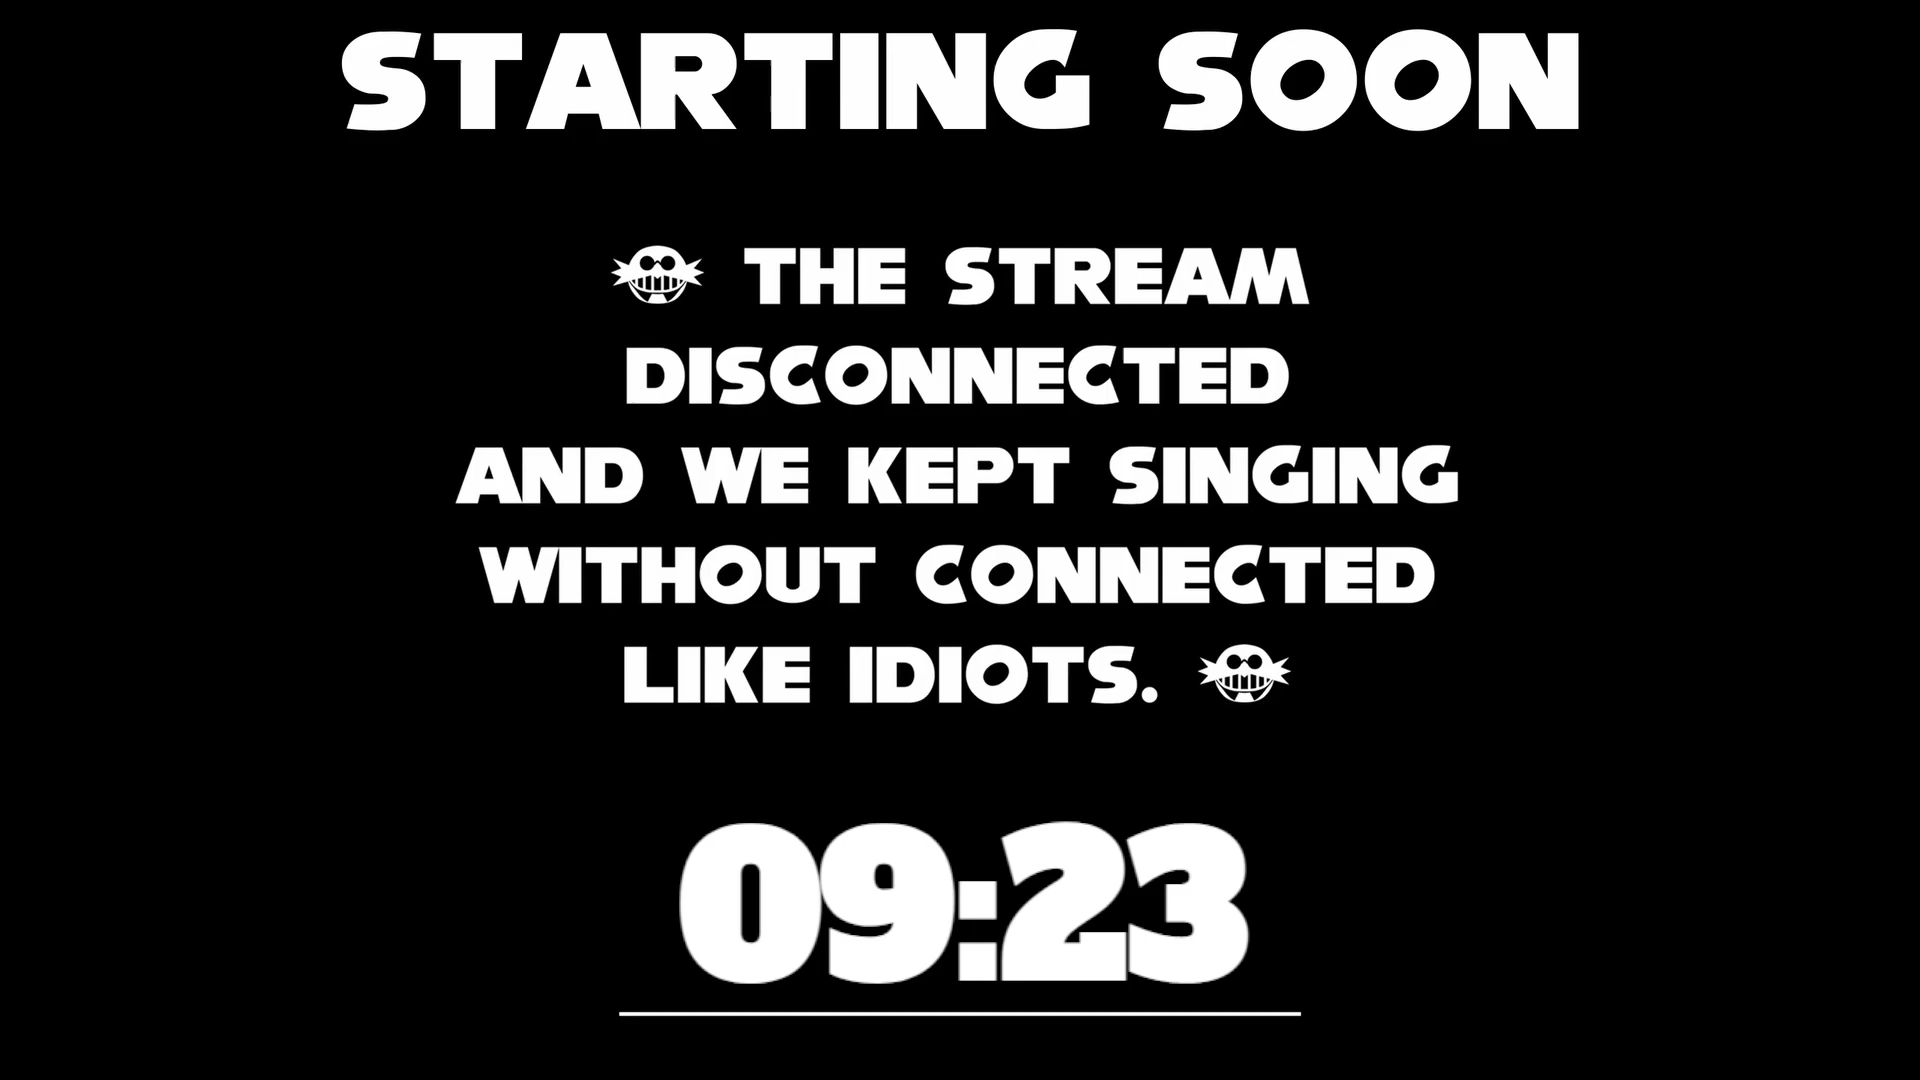 STARTING SOON
THE STREAM
DISCONNECTED
AND WE KEPT SINGING
WITHOUT CONNECTED
LIKE IDIOTS.
09:23